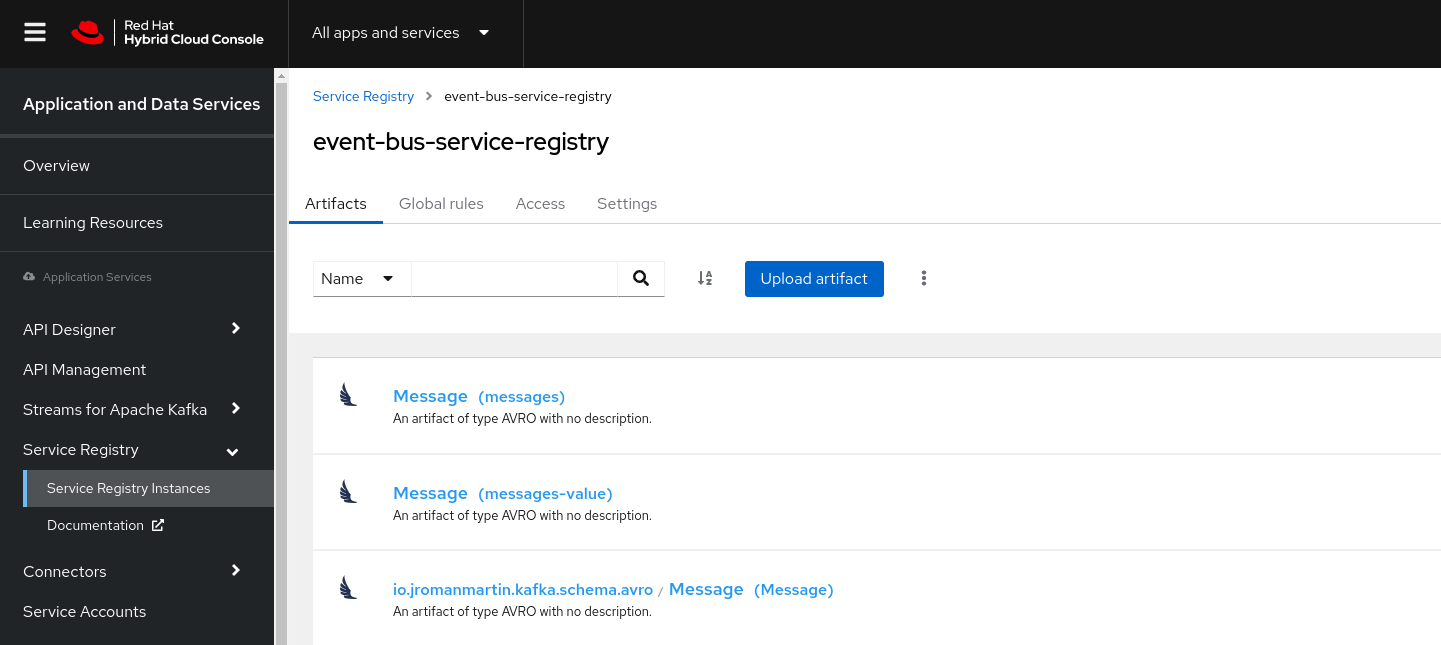 Red Hat
Hybrid Cloud Console
All apps and services
Application and Data Services
Overview
Learning Resources
Application Services
API Designer
API Management
Streams for Apache Kafka
Service Registry
Service Registry Instances
Documentation
Connectors
Service Accounts
Service Registry > event-bus-service-registry
event-bus-service-registry
Artifacts Global rules Access Settings
Name Upload artifact
Message (messages)
An artifact of type AVRO with no description.
Message (messages-value)
An artifact of type AVRO with no description.
io.jromanmartin.kafka.schema.avro / Message (Message)
An artifact of type AVRO with no description.